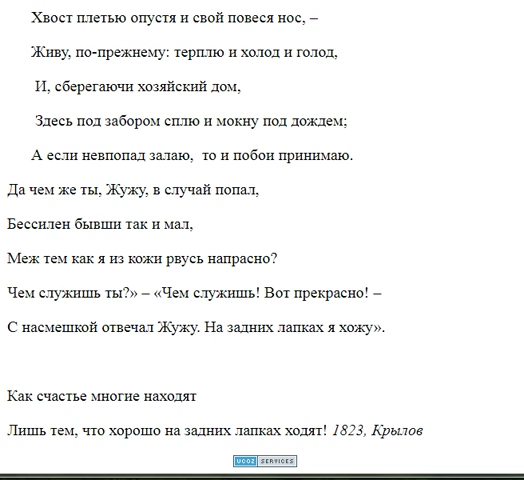 Хвост плетью опустя и свой повеся нос, –
Живу, по-прежнему: терплю и холод и голод,
И, сберегаючи хозяйский дом,
Здесь под забором сплю и мокну под дождем;
А если невпопад залаю, то и побои принимаю.
Да чем же ты, Жужу, в случай попал,
Бессилен бывши так и мал,
Меж тем как я из кожи рвусь напрасно?
Чем служишь ты?» – «Чем служишь! Вот прекрасно! –
С насмешкой отвечал Жужу. На задних лапках я хожу».
Как счастье многие находят
Лишь тем, что хорошо на задних лапках ходят! 1823, Крылов
UCOZ SERVICES